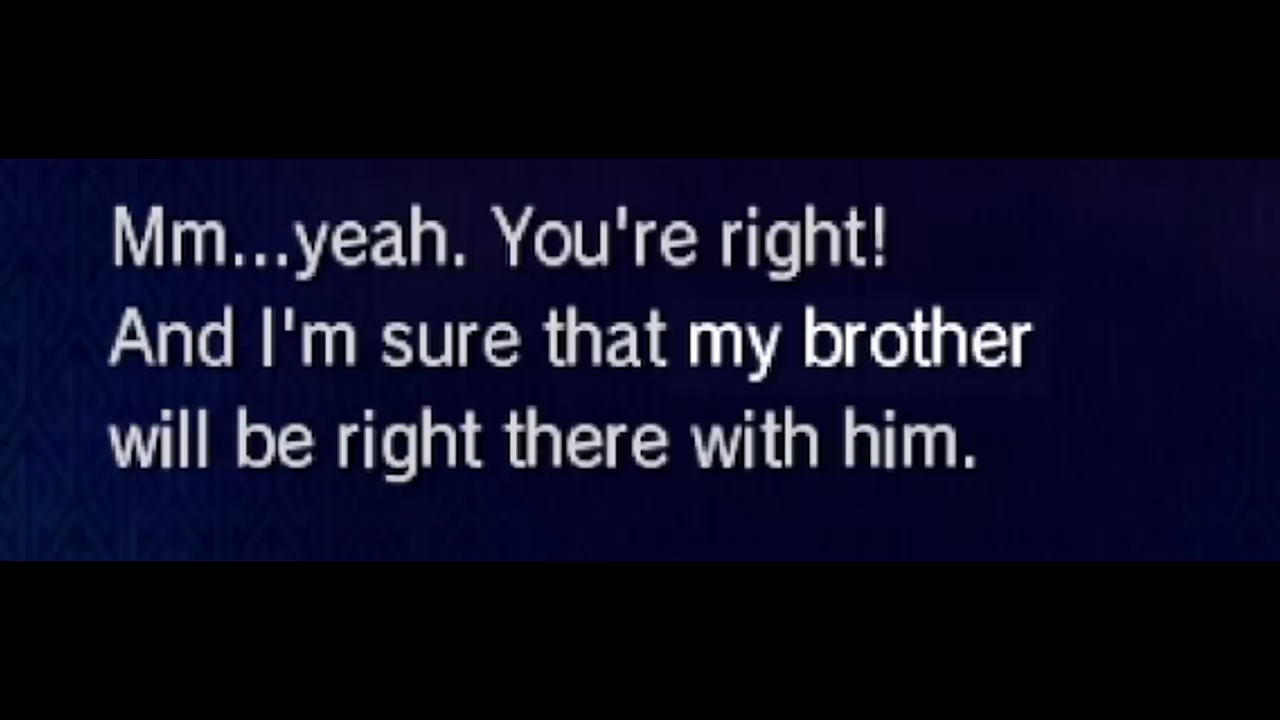 Mm...yeah. You're right!
And I'm sure that my brother
will be right there with him.